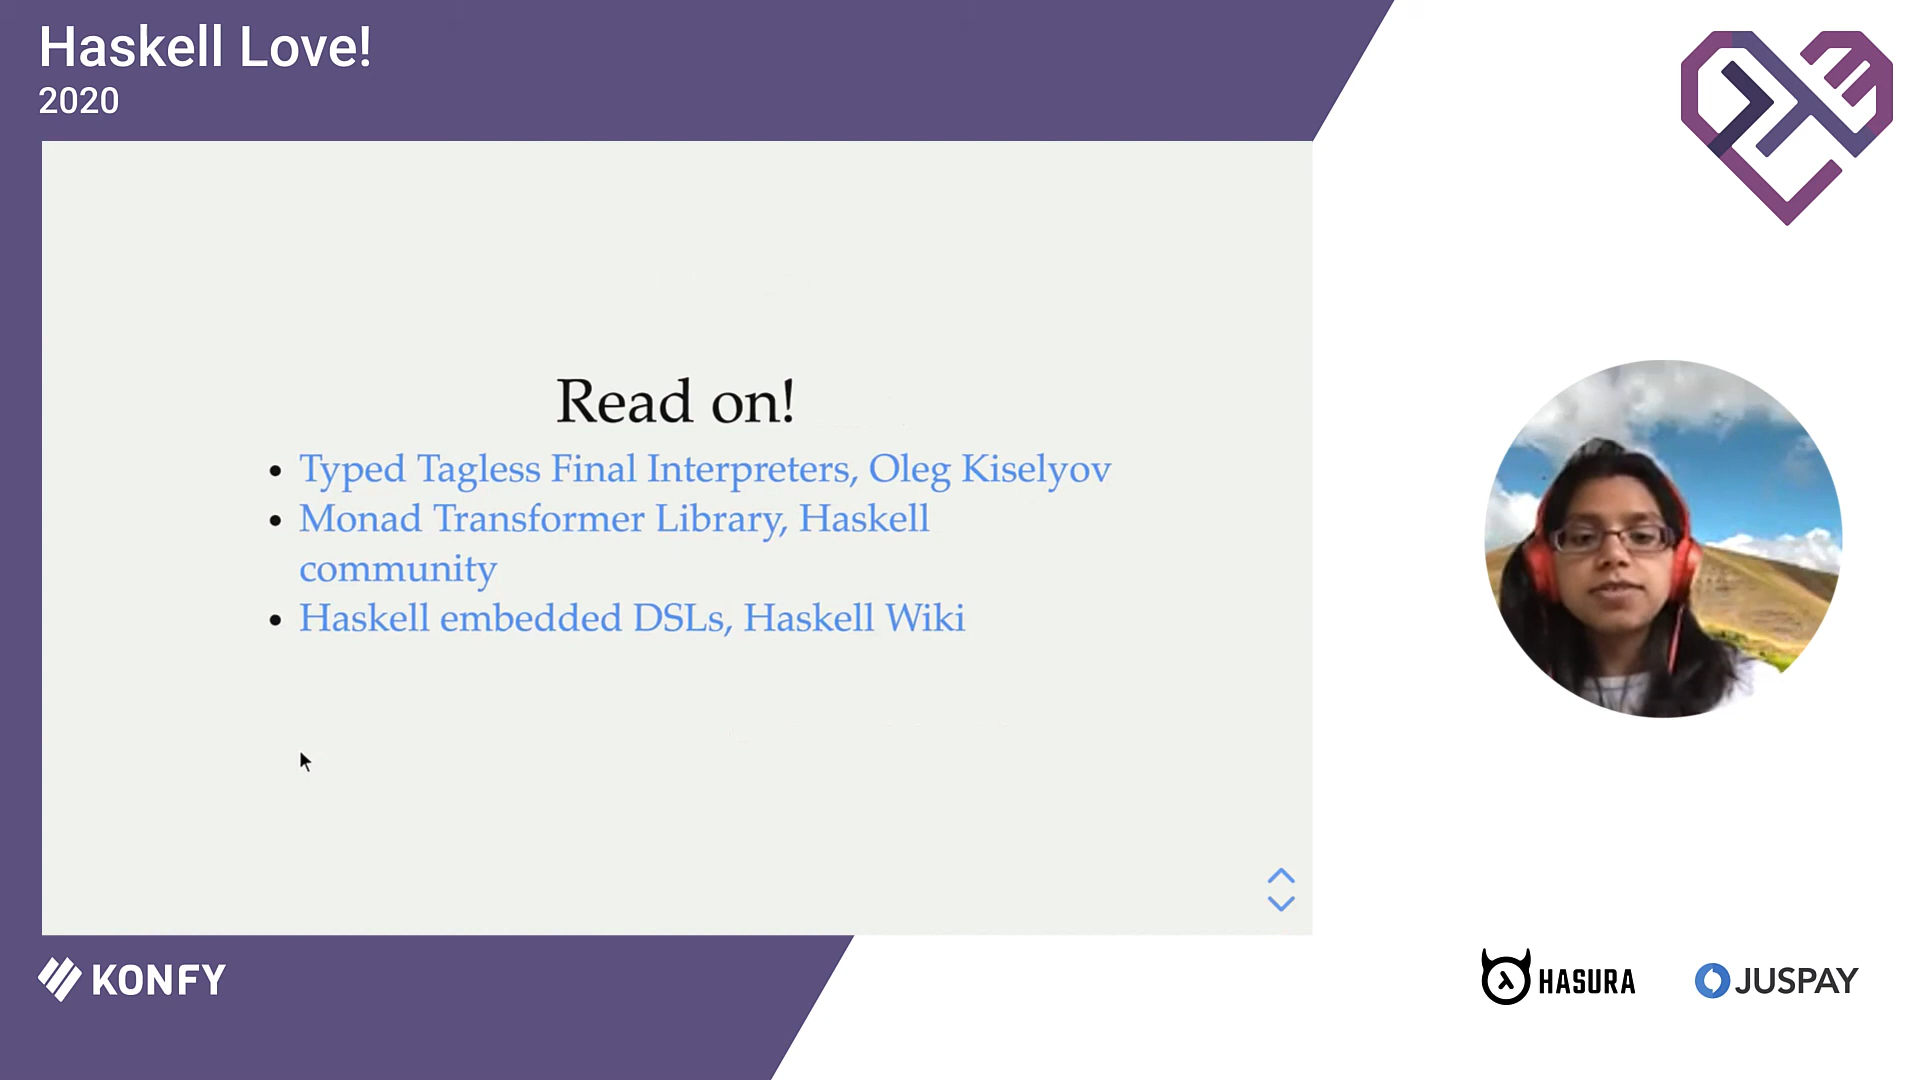 Haskell Love!
2020
Read on!
• Typed Tagless Final Interpreters, Oleg Kiselyov
• Monad Transformer Library, Haskell
community
• Haskell embedded DSLs, Haskell Wiki
KONFY
HASURA
JUSPAY